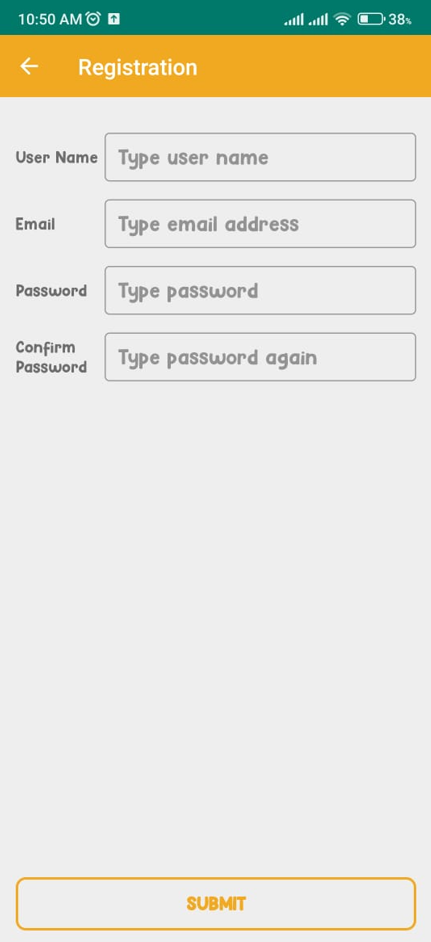 10:50 AM 38%
Registration
User Name Type user name
Email Type email address
Password Type password
Confirm
Password Type password again
SUBMIT